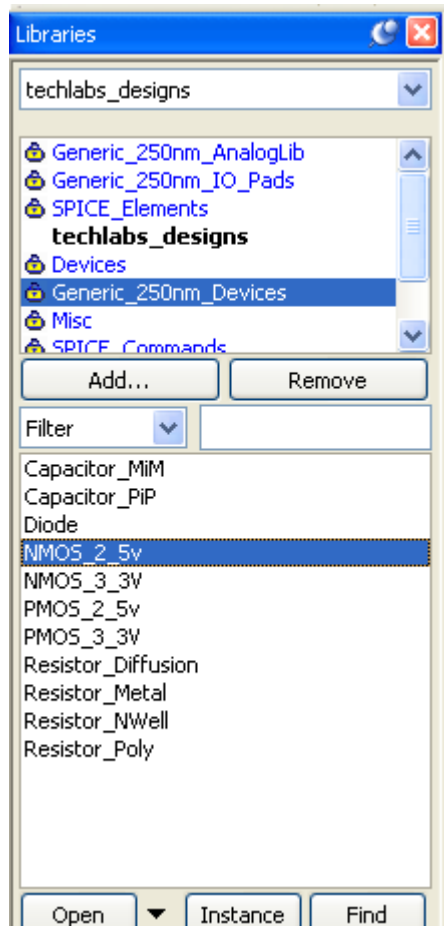 Libraries
techlabs_designs
Generic_250nm_AnalogLib
Generic_250nm_IO_Pads
SPICE_Elements
techlabs_designs
Devices
Generic_250nm_Devices
Misc
SPICE_Commands
Add... Remove
Filter
Capacitor_MiM
Capacitor_PiP
Diode
NMOS_2_5v
NMOS_3_3V
PMOS_2_5v
PMOS_3_3V
Resistor_Diffusion
Resistor_Metal
Resistor_NWell
Resistor_Poly
Open Instance Find